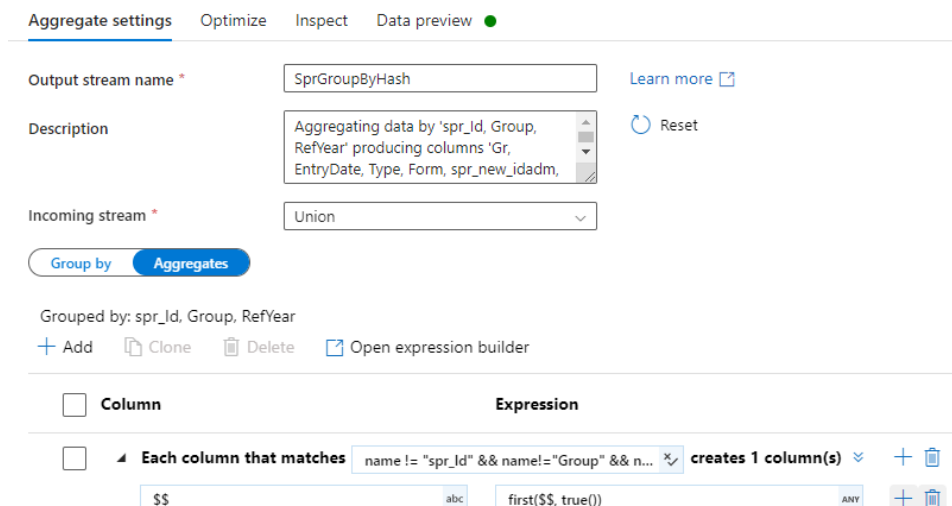 Aggregate settings Optimize Inspect Data preview
Output stream name * SprGroupByHash Learn more
Description Aggregating data by 'spr_Id, Group, Reset
RefYear' producing columns 'Gr,
EntryDate, Type, Form, spr_new_idadm,
Incoming stream * Union
Group by Aggregates
Grouped by: spr_Id, Group, RefYear
Add Clone Delete Open expression builder
Column Expression
Each column that matches name != "spr_Id" && name!="Group" && n... creates 1 column(s)
$$ abc first($$, true()) ANY